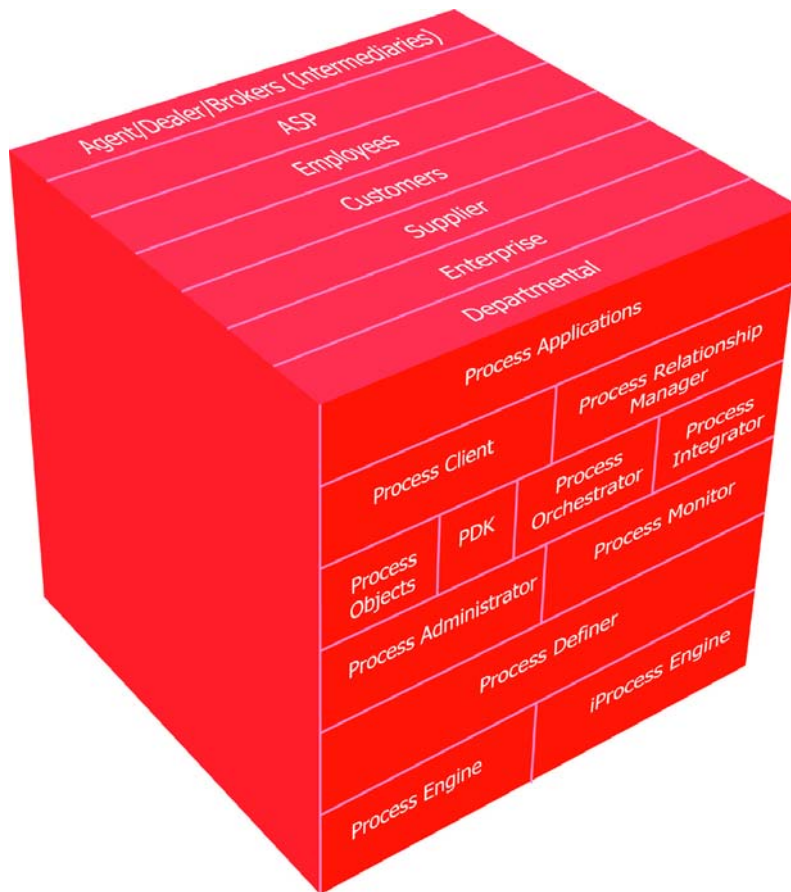 Agent/Dealer/Brokers (Intermediaries)
ASP
Employees
Customers
Supplier
Enterprise
Departmental
Process Applications
Process Client
Process Relationship
Manager
Process
Objects
PDK
Process
Orchestrator
Process
Integrator
Process Administrator
Process Monitor
Process Definer
Process Engine
iProcess Engine